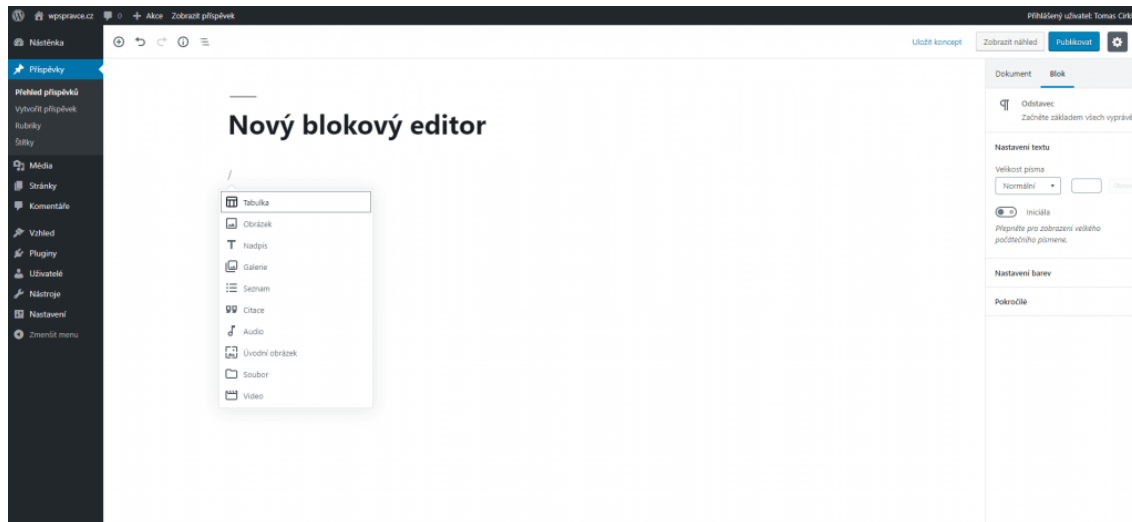 wpspravce.cz 0 + Akce Zobrazit příspěvek Přihlášený uživatel: Tomas Cirkl
Nástěnka
Příspěvky
Přehled příspěvků
Vytvořit příspěvek
Rubriky
Štítky
Média
Stránky
Komentáře
Vzhled
Pluginy
Uživatelé
Nástroje
Nastavení
Zmenšit menu
Uložit koncept Zobrazit náhled Publikovat
Nový blokový editor
/
Tabulka
Obrázek
Nadpis
Galerie
Seznam
Citace
Audio
Úvodní obrázek
Soubor
Video
Dokument Blok
Odstavec
Začněte základem všech vyprávě
Nastavení textu
Velikost písma
Normální
Iniciála
Přepněte pro zobrazení velkého
počátečního písmene.
Nastavení barev
Pokročilé